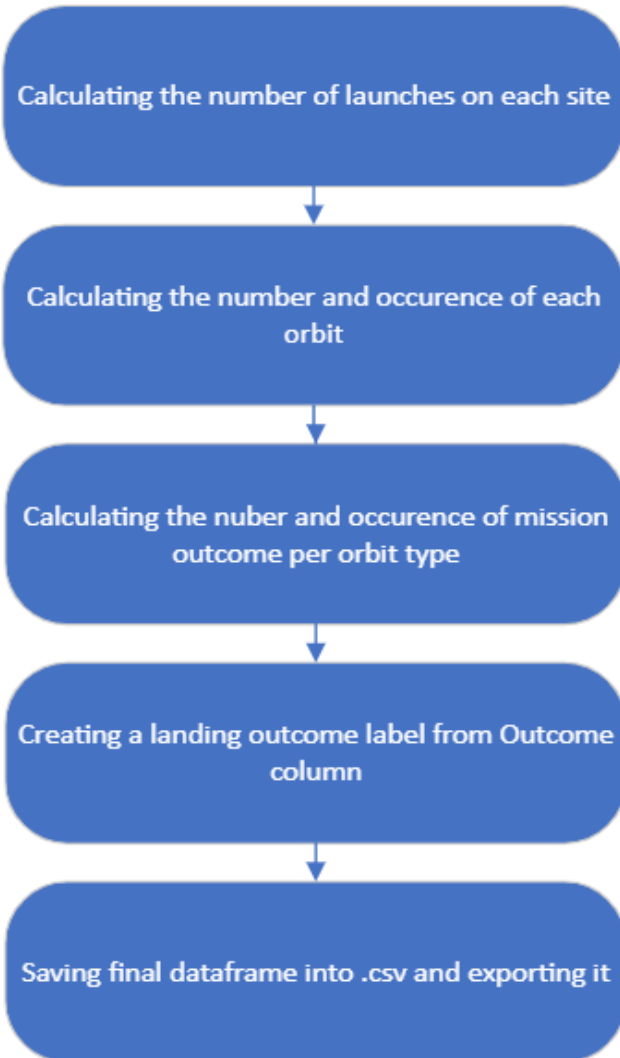 Calculating the number of launches on each site
Calculating the number and occurence of each
orbit
Calculating the nuber and occurence of mission
outcome per orbit type
Creating a landing outcome label from Outcome
column
Saving final dataframe into .csv and exporting it